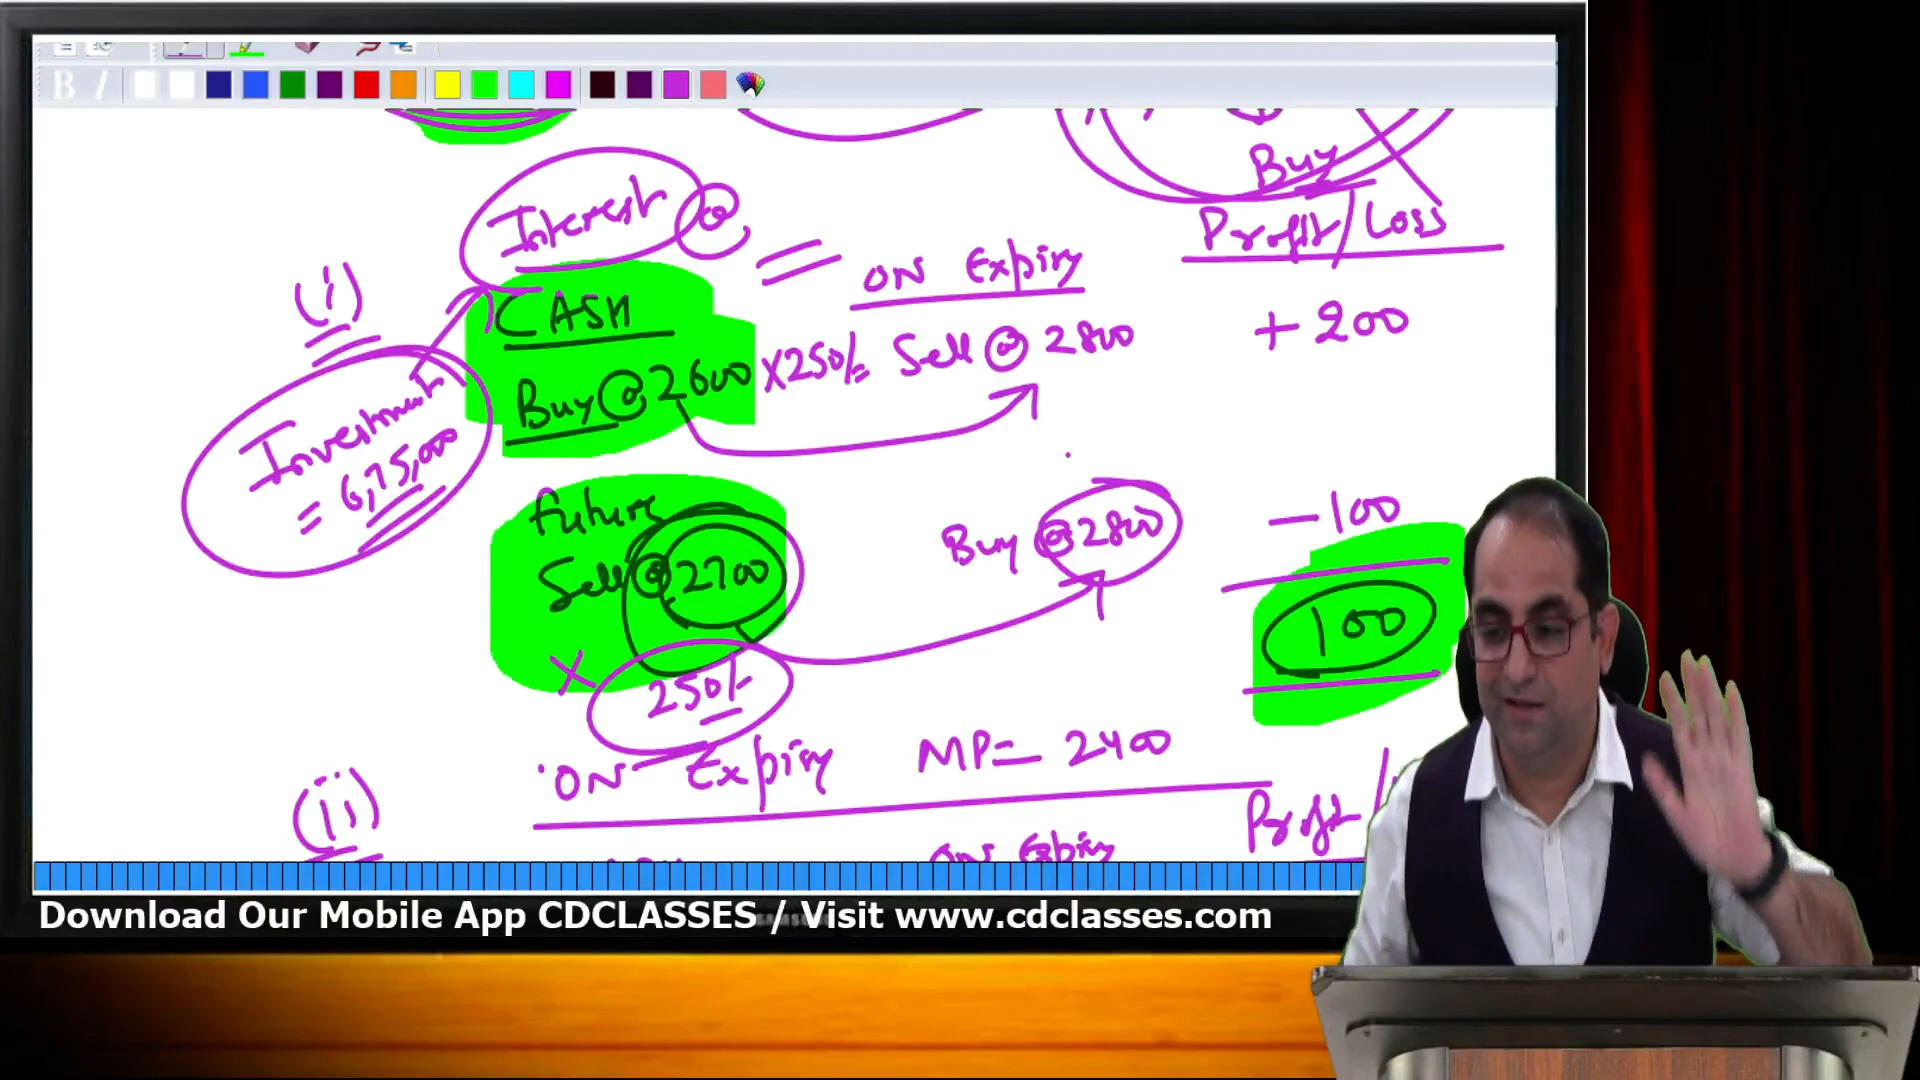 B I
Buy
Profit/Loss
Interest @
(i)
CASH
ON Expiry
Buy @ 2600 X250/- Sell @ 2800
+ 200
Investment
= 6,75,000
Future
Sell @ 2700
Buy @ 2800
- 100
100
X 250/-
ON Expiry MP= 2400
(ii)
Profit /
ON Expiry
Download Our Mobile App CDCLASSES / Visit www.cdclasses.com
SAMSUNG